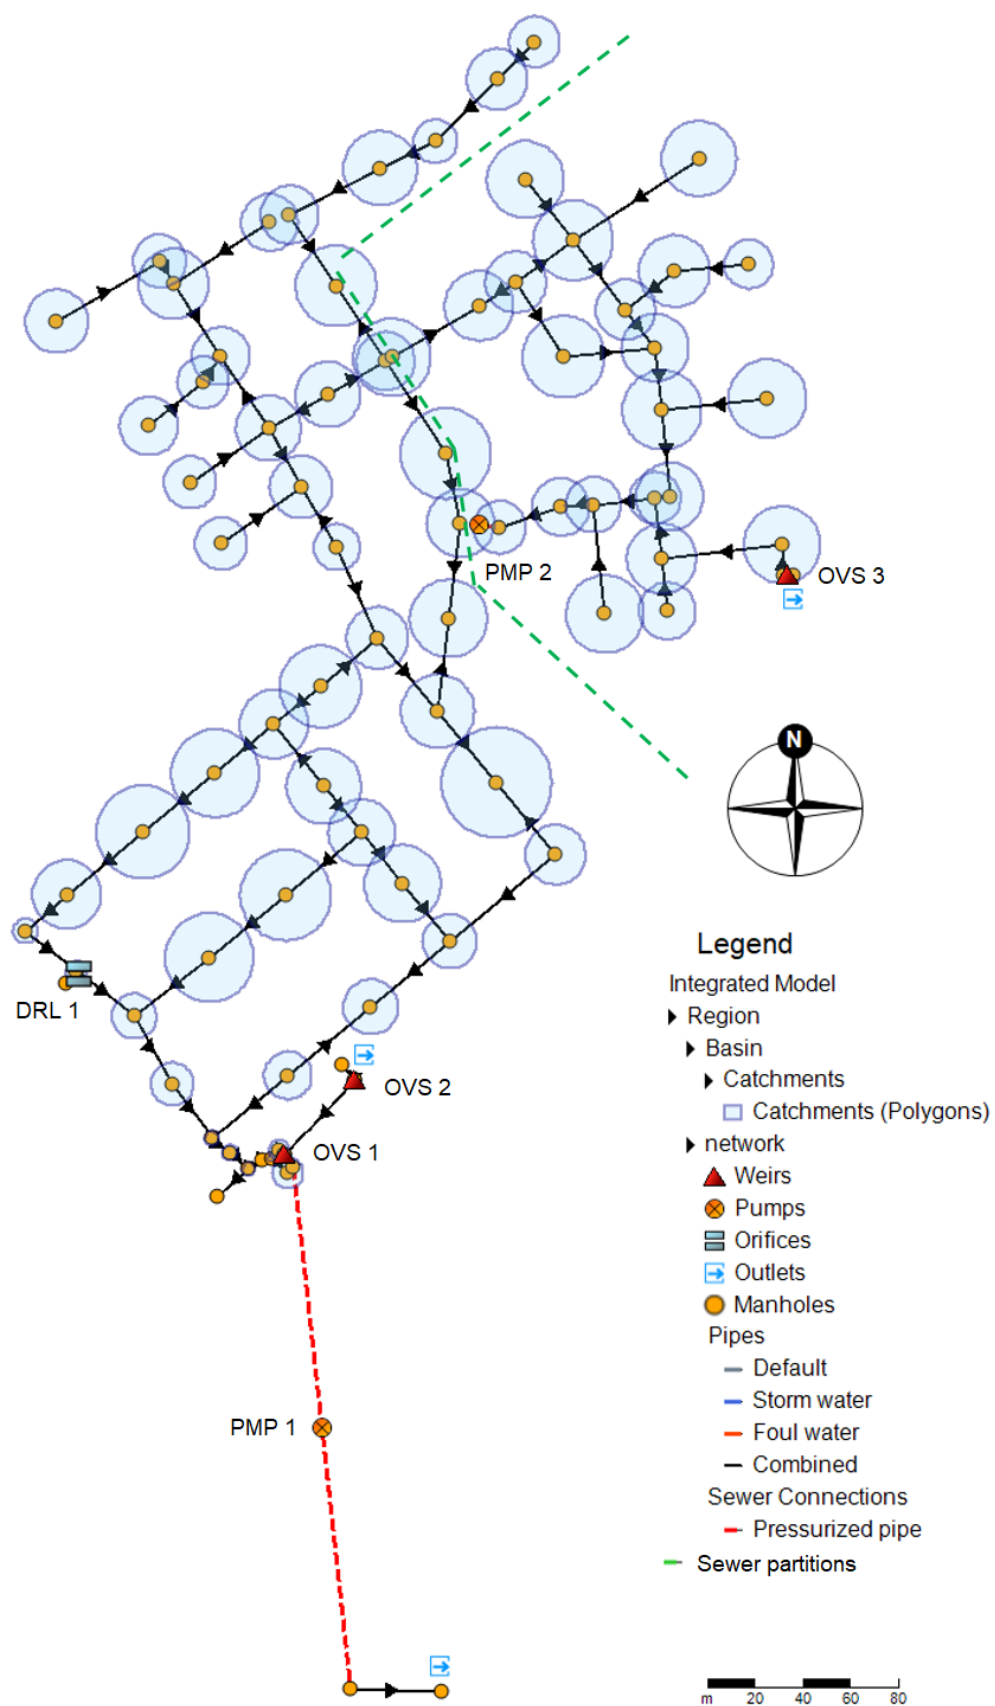 PMP 2
OVS 3
N
DRL 1
OVS 2
OVS 1
PMP 1
Legend
Integrated Model
Region
Basin
Catchments
Catchments (Polygons)
network
Weirs
Pumps
Orifices
Outlets
Manholes
Pipes
Default
Storm water
Foul water
Combined
Sewer Connections
Pressurized pipe
Sewer partitions
m 20 40 60 80